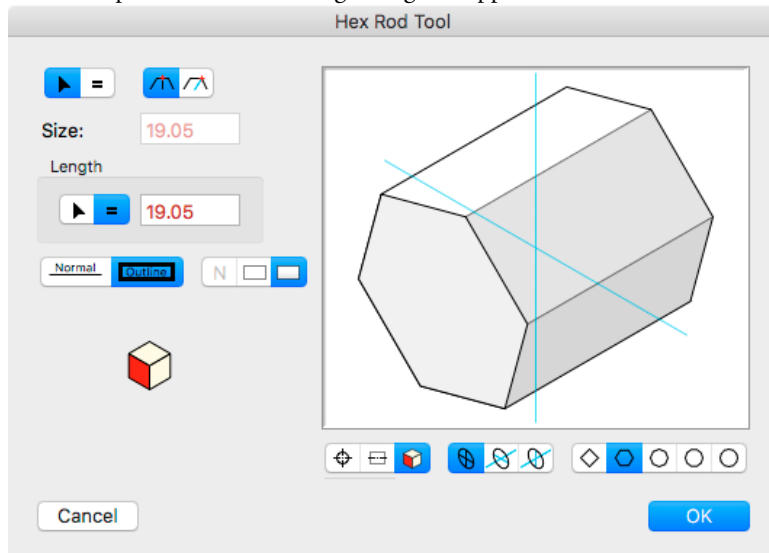 Hex Rod Tool
=
Size: 19.05
Length
= 19.05
Normal Outline N
Cancel OK